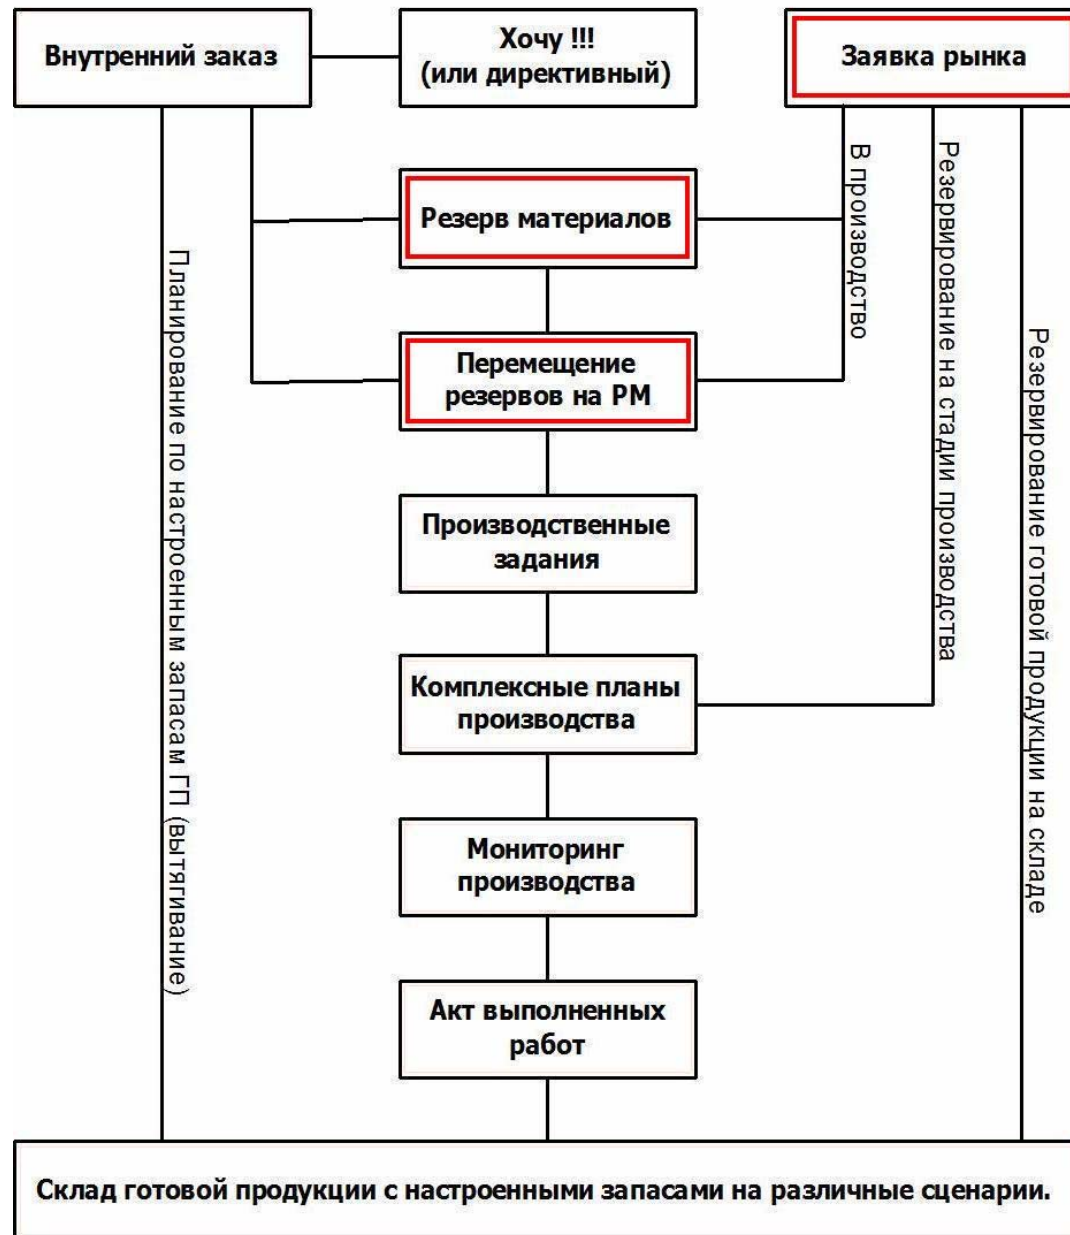 Внутренний заказ
Хочу !!!
(или директивный)
Заявка рынка
Резерв материалов
Перемещение
резервов на РМ
Производственные
задания
Комплексные планы
производства
Мониторинг
производства
Акт выполненных
работ
Планирование по настроенным запасам ГП (вытягивание)
В производство
Резервирование на стадии производства
Резервирование готовой продукции на складе
Склад готовой продукции с настроенными запасами на различные сценарии.